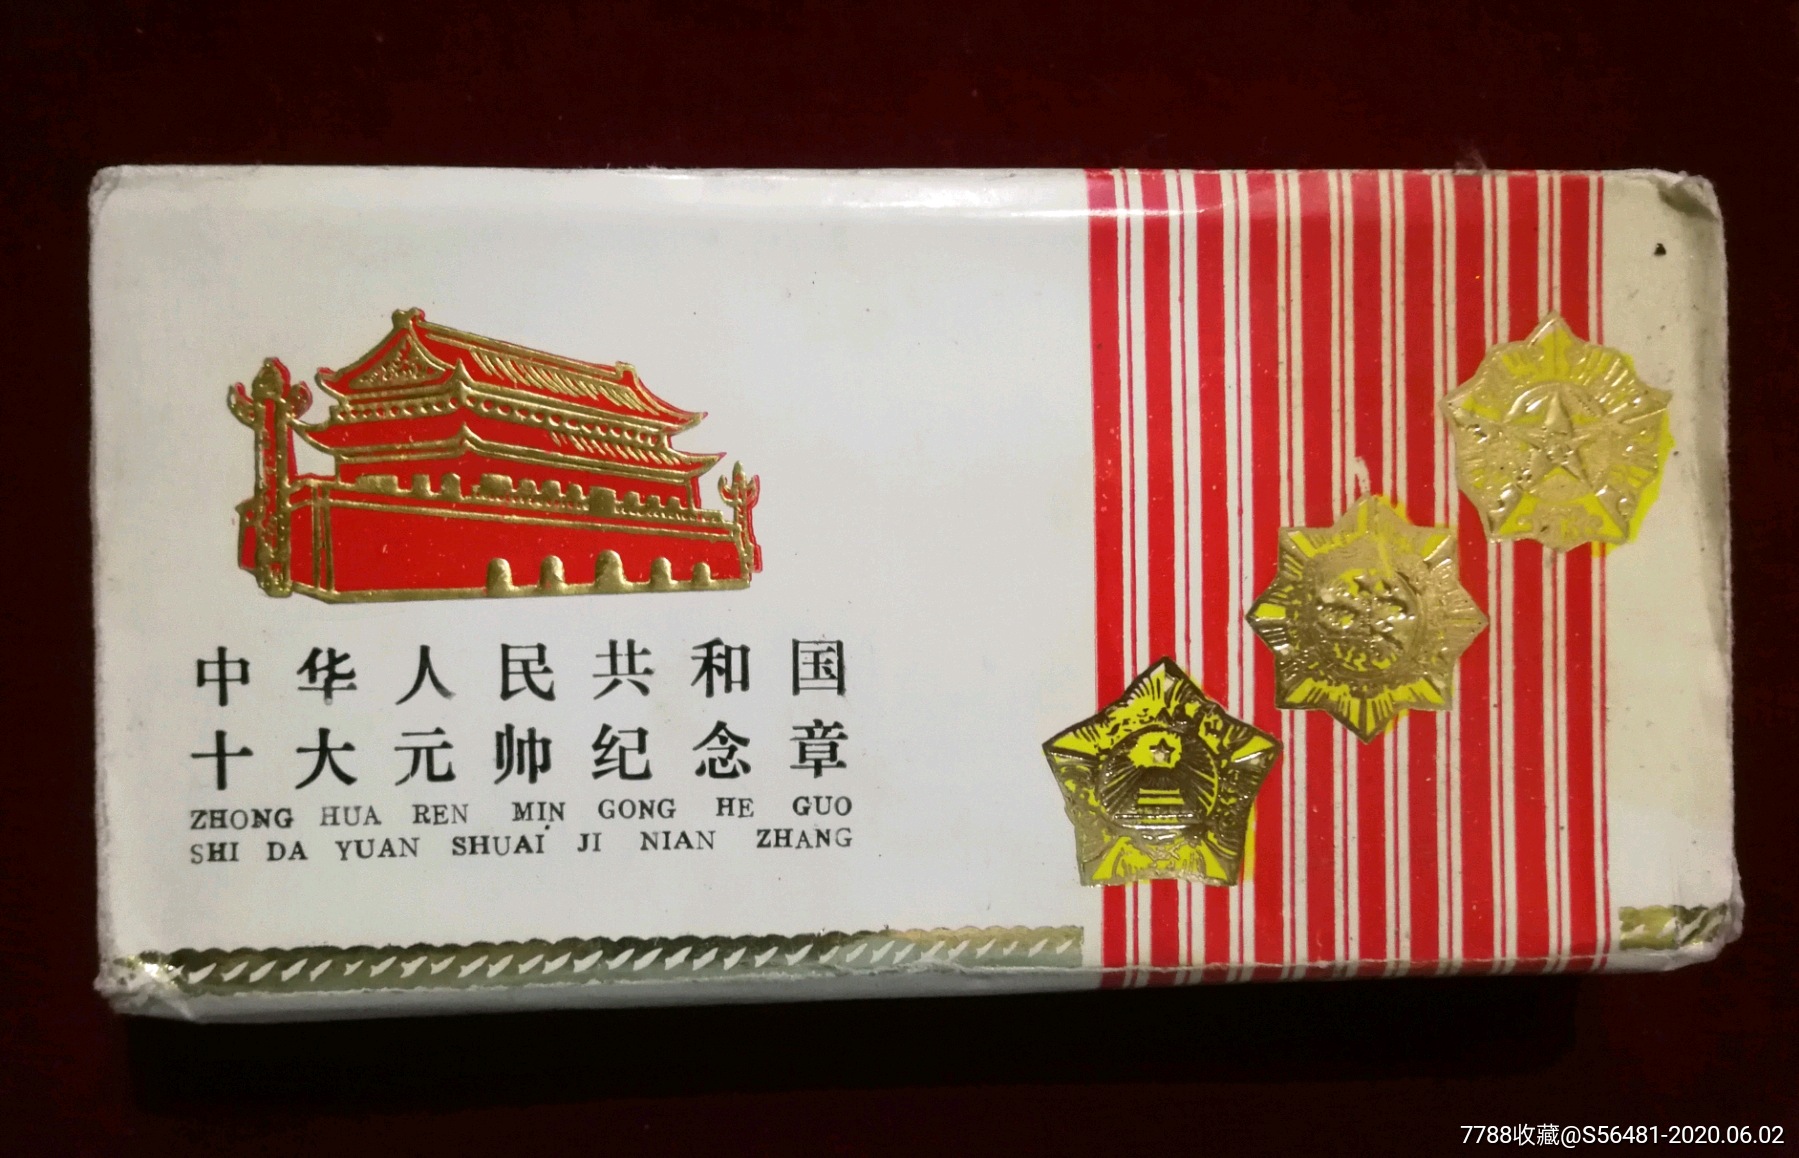 中华人民共和国
十大元帅纪念章
ZHONG HUA REN MIN GONG HE GUO
SHI DA YUAN SHUAI JI NIAN ZHANG
7788收藏@S56481-2020.06.02